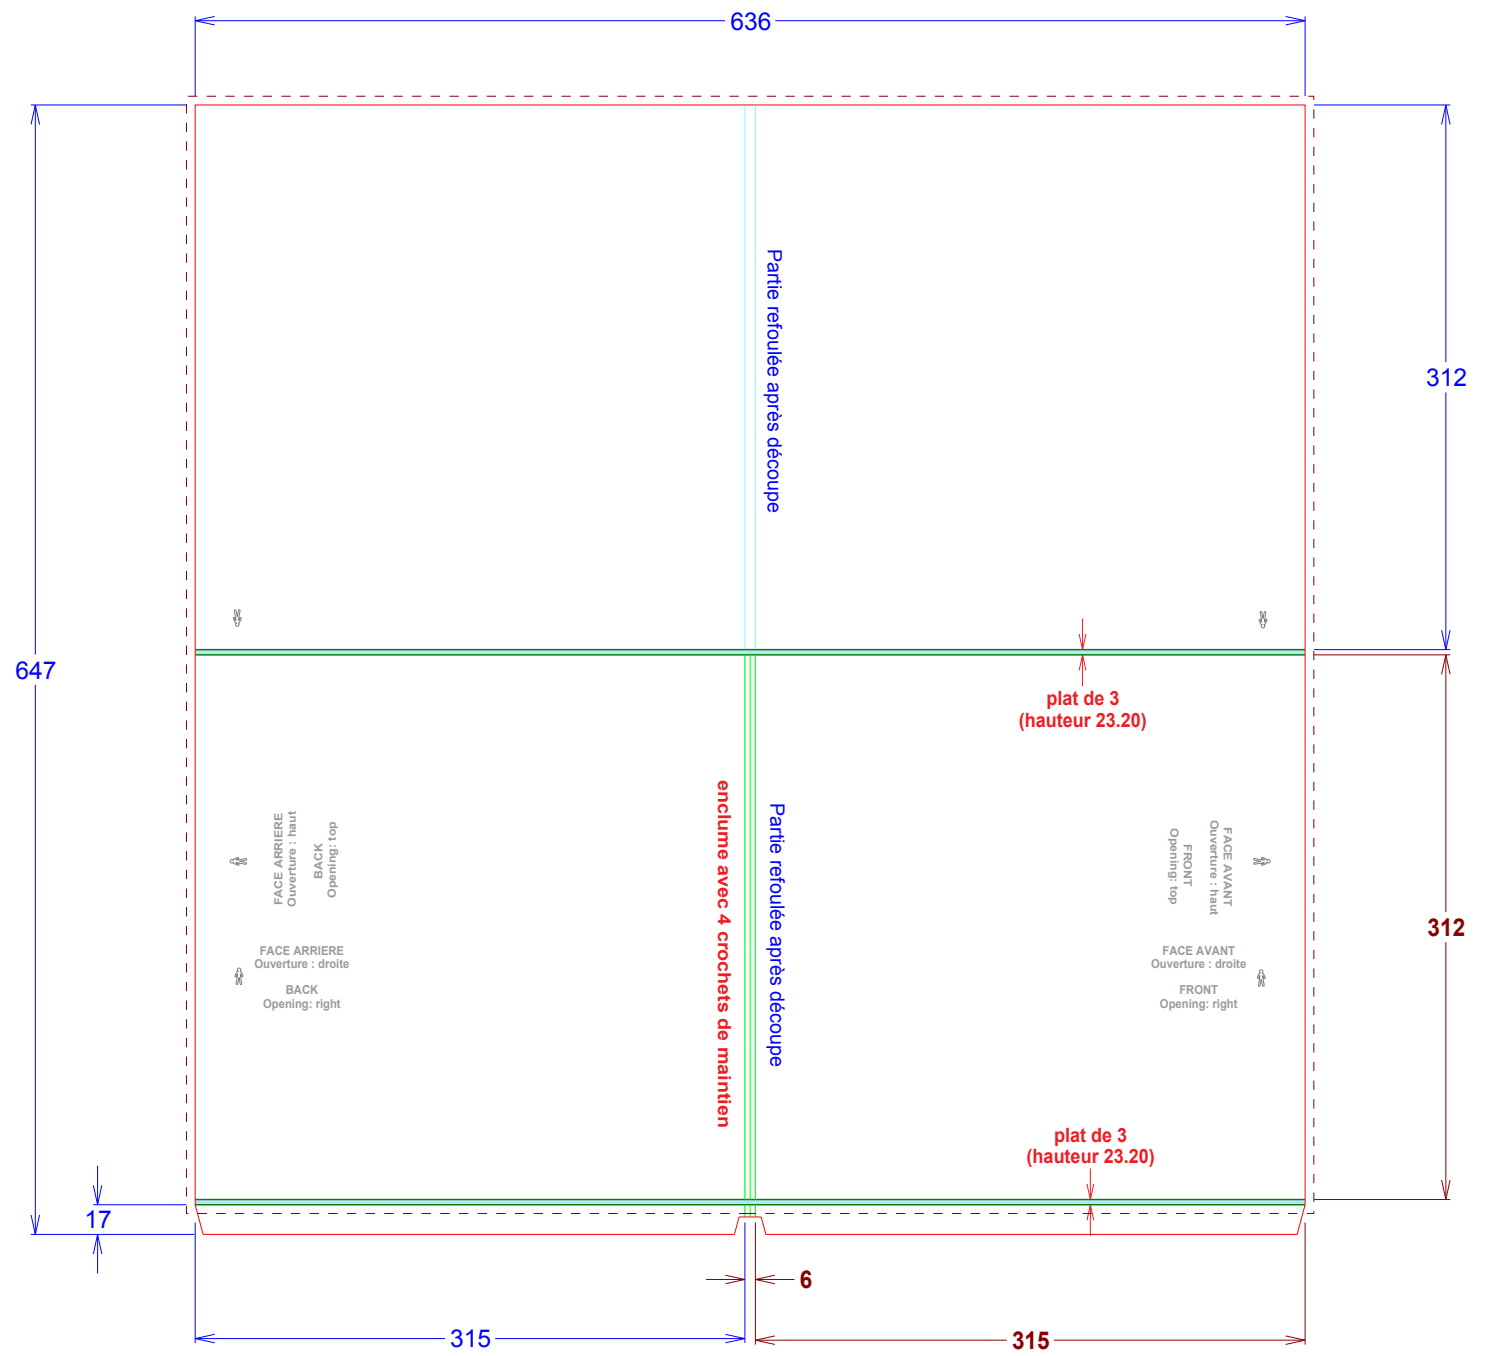 636
Partie refoulée après découpe
312
647
plat de 3
(hauteur 23.20)
enclume avec 4 crochets de maintien
Partie refoulée après découpe
FACE ARRIERE
Ouverture : haut
BACK
Opening: top
FACE AVANT
Ouverture : haut
FRONT
Opening: top
312
FACE ARRIERE
Ouverture : droite
BACK
Opening: right
FACE AVANT
Ouverture : droite
FRONT
Opening: right
plat de 3
(hauteur 23.20)
17
6
315
315